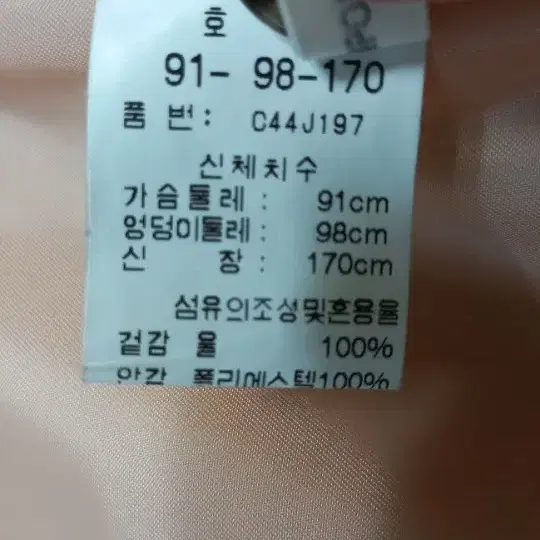 호
91- 98-170
품 번: C44J197
신체치수
가슴둘레: 91cm
엉덩이둘레: 98cm
신 장: 170cm
섬유의조성및혼용율
겉감 울 100%
안감 폴리에스텔100%